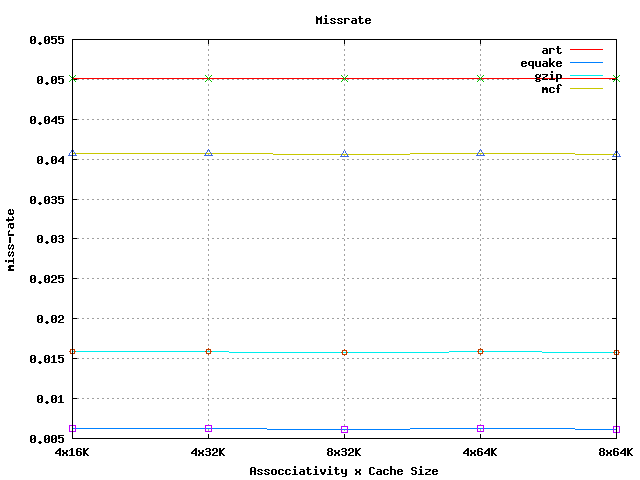 Missrate
0.055
0.05
0.045
0.04
0.035
0.03
0.025
0.02
0.015
0.01
0.005
miss-rate
art
equake
gzip
mcf
4x16K 4x32K 8x32K 4x64K 8x64K
Assocciativity x Cache Size